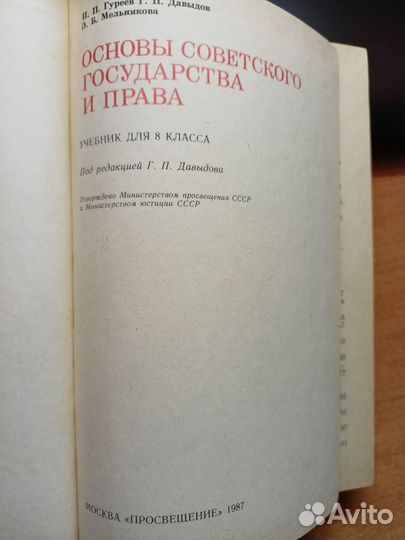 П. П. Гуреев Г. П. Давыдов
Э. Б. Мельникова
ОСНОВЫ СОВЕТСКОГО
ГОСУДАРСТВА
И ПРАВА
УЧЕБНИК ДЛЯ 8 КЛАССА
Под редакцией Г. П. Давыдова
Утверждено Министерством просвещения СССР
и Министерством юстиции СССР
МОСКВА «ПРОСВЕЩЕНИЕ» 1987
Avito